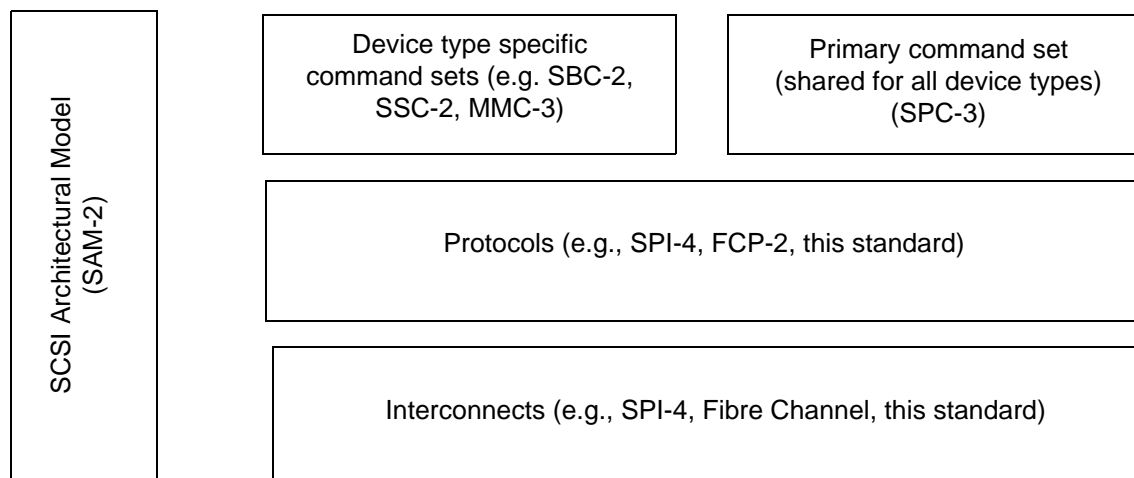 SCSI Architectural Model
(SAM-2)
Device type specific
command sets (e.g. SBC-2,
SSC-2, MMC-3)
Primary command set
(shared for all device types)
(SPC-3)
Protocols (e.g., SPI-4, FCP-2, this standard)
Interconnects (e.g., SPI-4, Fibre Channel, this standard)